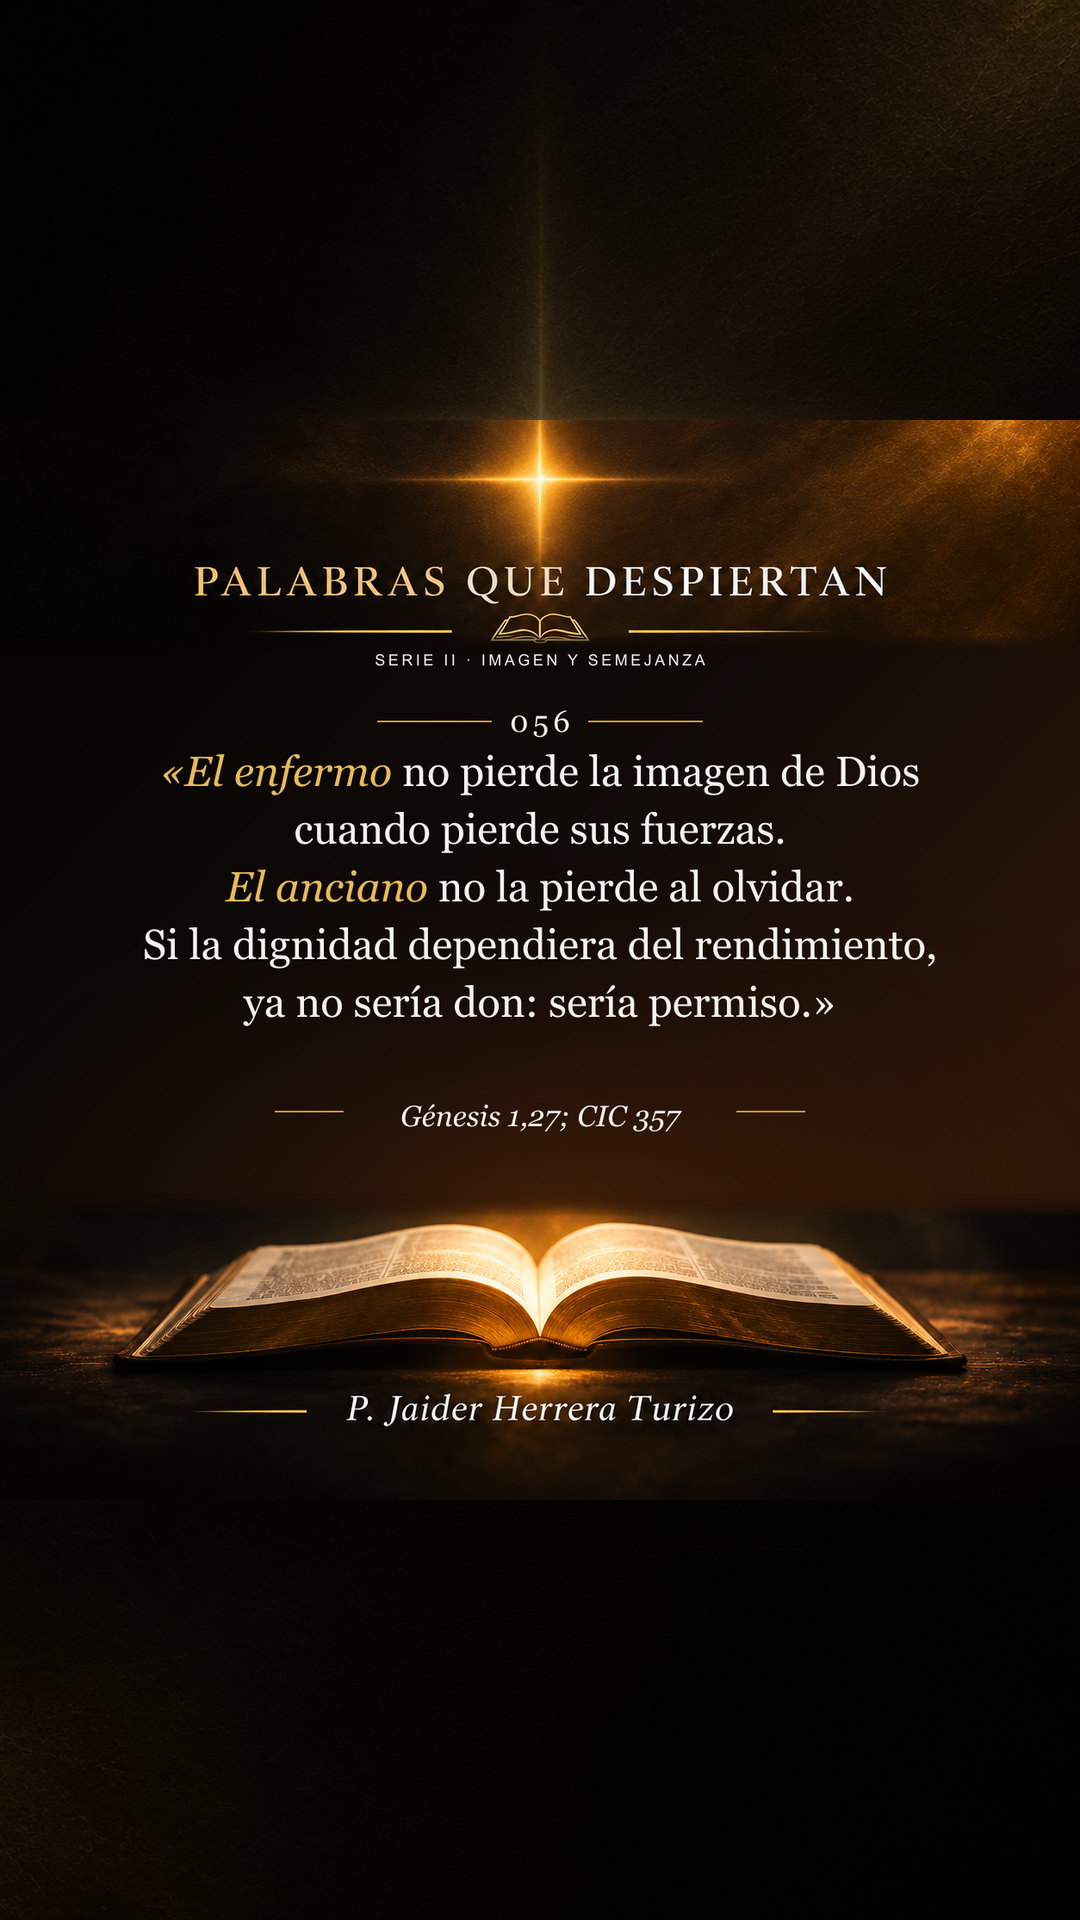 PALABRAS QUE DESPIERTAN
SERIE II · IMAGEN Y SEMEJANZA
056
«El enfermo no pierde la imagen de Dios
cuando pierde sus fuerzas.
El anciano no la pierde al olvidar.
Si la dignidad dependiera del rendimiento,
ya no sería don: sería permiso.»
Génesis 1,27; CIC 357
P. Jaider Herrera Turizo